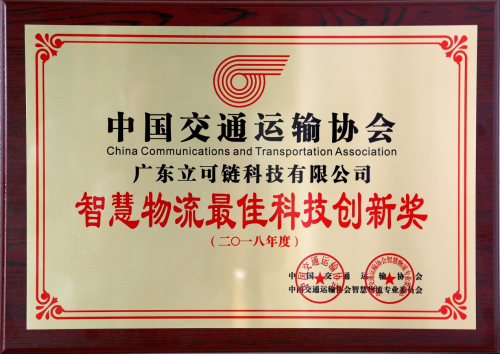 中国交通运输协会
China Communications and Transportation Association
广东立可链科技有限公司
智慧物流最佳科技创新奖
(二〇一八年度)
中国交通运输协会
中国交通运输协会智慧物流专业委员会